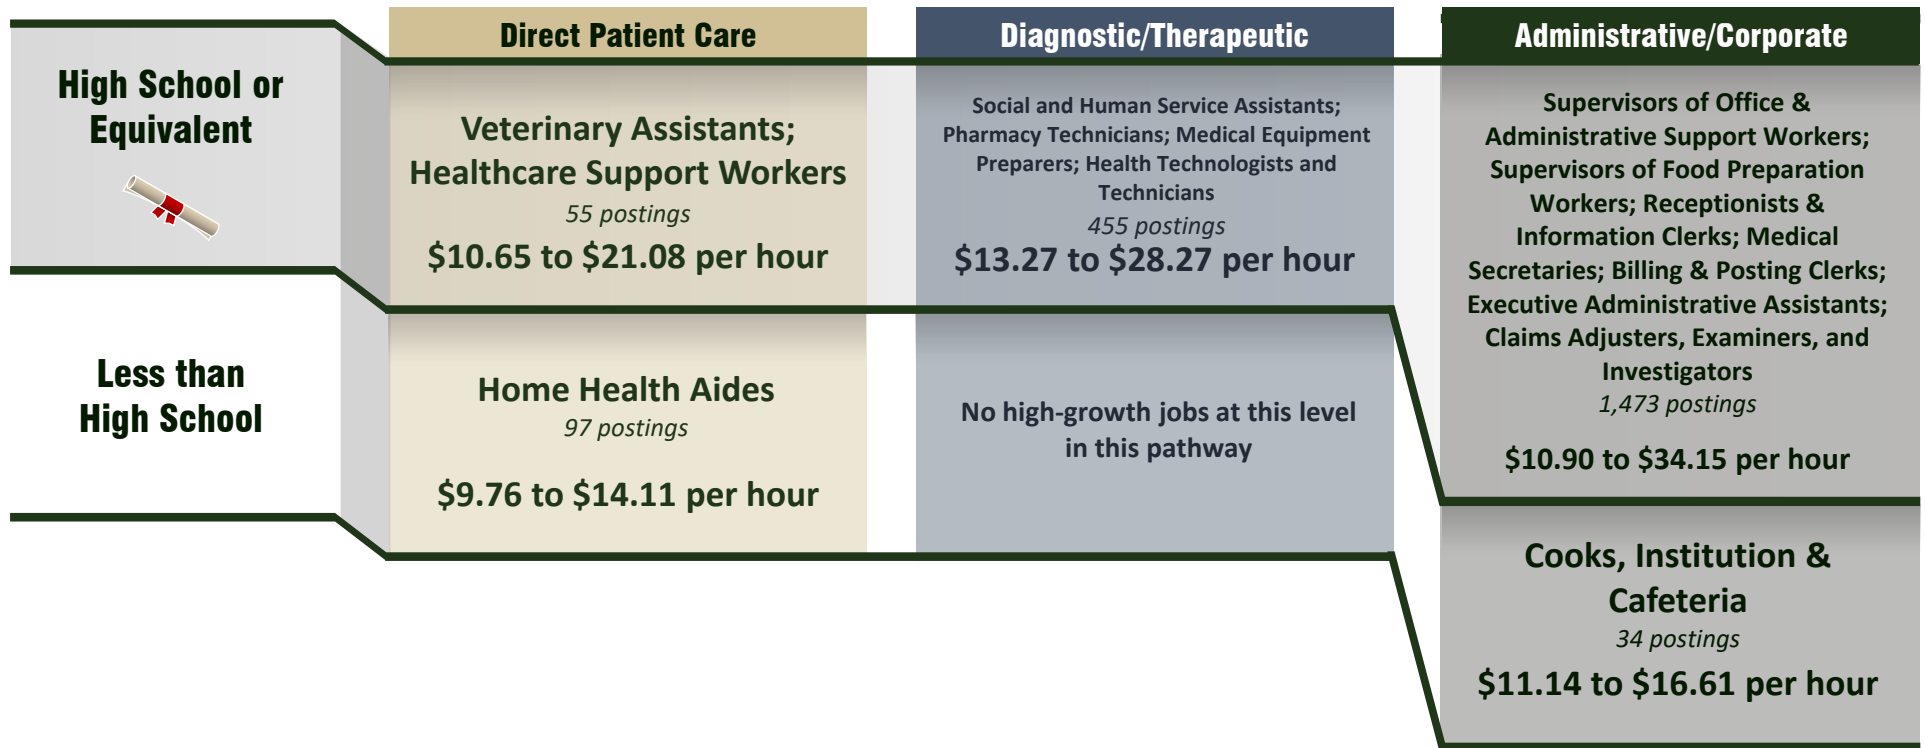 Direct Patient Care
Diagnostic/Therapeutic
Administrative/Corporate
High School or
Equivalent
Veterinary Assistants;
Healthcare Support Workers
55 postings
$10.65 to $21.08 per hour
Social and Human Service Assistants;
Pharmacy Technicians; Medical Equipment
Preparers; Health Technologists and
Technicians
455 postings
$13.27 to $28.27 per hour
Supervisors of Office &
Administrative Support Workers;
Supervisors of Food Preparation
Workers; Receptionists &
Information Clerks; Medical
Secretaries; Billing & Posting Clerks;
Executive Administrative Assistants;
Claims Adjusters, Examiners, and
Investigators
1,473 postings
$10.90 to $34.15 per hour
Less than
High School
Home Health Aides
97 postings
$9.76 to $14.11 per hour
No high-growth jobs at this level
in this pathway
Cooks, Institution &
Cafeteria
34 postings
$11.14 to $16.61 per hour